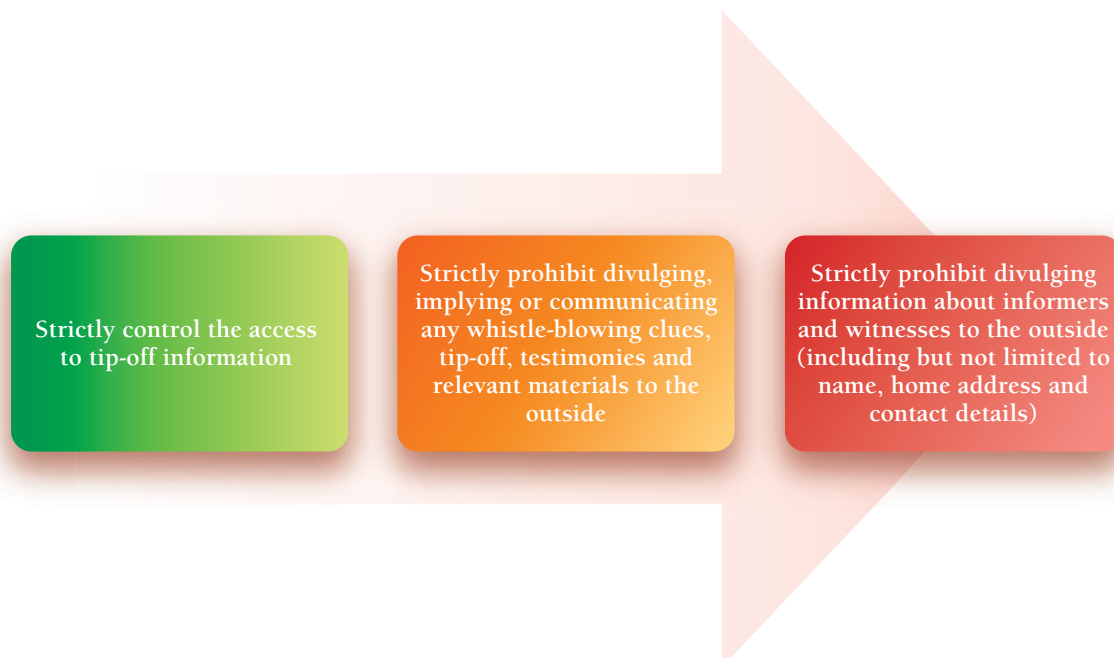 Strictly control the access
to tip-off information
Strictly prohibit divulging,
implying or communicating
any whistle-blowing clues,
tip-off, testimonies and
relevant materials to the
outside
Strictly prohibit divulging
information about informers
and witnesses to the outside
(including but not limited to
name, home address and
contact details)